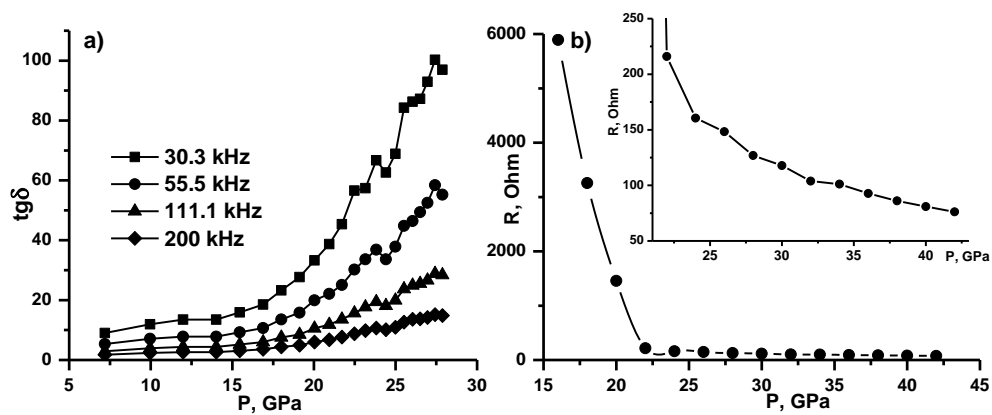 a)
100
80
60
40
20
0
tgδ
30.3 kHz
55.5 kHz
111.1 kHz
200 kHz
5 10 15 20 25 30
P, GPa
b)
6000
4000
2000
0
R, Ohm
15 20 25 30 35 40 45
P, GPa
250
200
150
100
50
R, Ohm
25 30 35 40 P, GPa